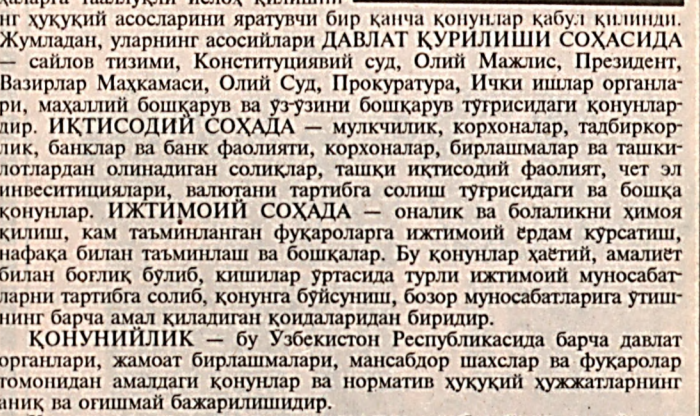 нг ҳуқуқий асосларини яратувчи бир қанча қонунлар қабул қилинди.
Жумладан, уларнинг асосийлари ДАВЛАТ ҚУРИЛИШИ СОҲАСИДА
— сайлов тизими, Конституциявий суд, Олий Мажлис, Президент,
Вазирлар Маҳкамаси, Олий Суд, Прокуратура, Ички ишлар органла-
ри, маҳаллий бошқарув ва ўз-ўзини бошқарув тўғрисидаги қонунлар-
дир. ИҚТИСОДИЙ СОҲАДА — мулкчилик, корхоналар, тадбиркор-
лик, банклар ва банк фаолияти, корхоналар, бирлашмалар ва ташки-
лотлардан олинадиган солиқлар, ташқи иқтисодий фаолият, чет эл
инвеситициялари, валютани тартибга солиш тўғрисидаги ва бошқа
қонунлар. ИЖТИМОИЙ СОҲАДА — оналик ва болаликни ҳимоя
қилиш, кам таъминланган фуқароларга ижтимоий ёрдам кўрсатиш,
нафақа билан таъминлаш ва бошқалар. Бу қонунлар ҳаётий, амалиёт
билан боғлиқ бўлиб, кишилар ўртасида турли ижтимоий муносабат-
ларни тартибга солиб, қонунга бўйсуниш, бозор муносабатларига ўтиш-
нинг барча амал қиладиган қоидаларидан биридир.
ҚОНУНИЙЛИК — бу Узбекистон Республикасида барча давлат
органлари, жамоат бирлашмалари, мансабдор шахслар ва фуқаролар
томонидан амалдаги қонунлар ва норматив ҳуқуқий ҳужжатларнинг
аниқ ва оғишмай бажарилишидир.